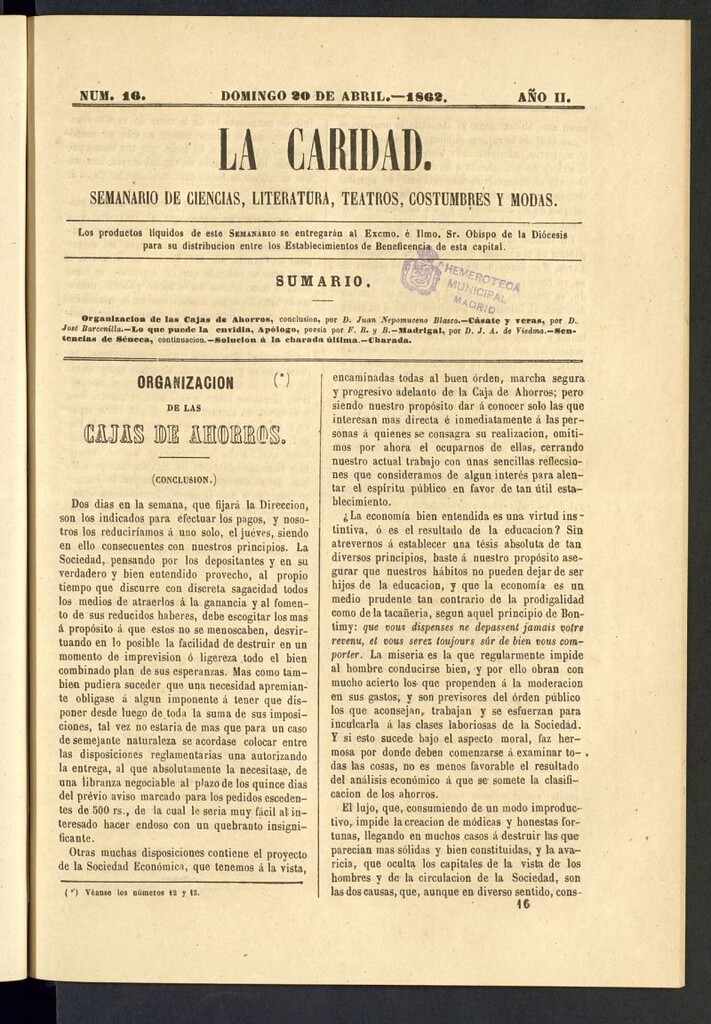 NUM. 16. DOMINGO 20 DE ABRIL.—1862. AÑO II.
LA CARIDAD.
SEMANARIO DE CIENCIAS, LITERATURA, TEATROS, COSTUMBRES Y MODAS.
Los productos líquidos de este SEMANARIO se entregarán al Excmo. é Ilmo. Sr. Obispo de la Diócesis
para su distribucion entre los Establecimientos de Beneficencia de esta capital.
HEMEROTECA
MUNICIPAL
MADRID
SUMARIO.
Organizacion de las Cajas de Ahorros, conclusion, por D. Juan Nepomuceno Blasco.—Cásate y veras, por D.
José Barcenilla.—Lo que puede la envidia, Apólogo, poesia por F. R. y B.—Madrigal, por D. J. A. de Viedma.—Sen-
tencias de Séneca, continuacion.—Solucion á la charada última.—Charada.
ORGANIZACION (*)
DE LAS
CAJAS DE AHORROS.
(CONCLUSION.)
Dos dias en la semana, que fijará la Direccion,
son los indicados para efectuar los pagos, y noso-
tros los reduciríamos á uno solo, el juéves, siendo
en ello consecuentes con nuestros principios. La
Sociedad, pensando por los depositantes y en su
verdadero y bien entendido provecho, al propio
tiempo que discurre con discreta sagacidad todos
los medios de atraerlos á la ganancia y al fomento
de sus reducidos haberes, debe escogitar los mas
á propósito á que estos no se menoscaben, desvir-
tuando en lo posible la facilidad de destruir en un
momento de imprevision ó ligereza todo el bien
combinado plan de sus esperanzas. Mas como tam-
bien pudiera suceder que una necesidad apremian-
te obligase á algun imponente á tener que dis-
poner desde luego de toda la suma de sus imposi-
ciones, tal vez no estaria de mas que para un caso
de semejante naturaleza se acordase colocar entre
las disposiciones reglamentarias una autorizando
la entrega, al que absolutamente la necesitase, de
una libranza negociable al plazo de los quince dias
del prévio aviso marcado para los pedidos esceden-
tes de 500 rs., de la cual le seria muy fácil al in-
teresado hacer endoso con un quebranto insigni-
ficante.
Otras muchas disposiciones contiene el proyecto
de la Sociedad Económica, que tenemos á la vista,
(*) Véanse los números 12 y 13.
encaminadas todas al buen órden, marcha segura
y progresivo adelanto de la Caja de Ahorros; pero
siendo nuestro propósito dar á conocer solo las que
interesan mas directa é inmediatamente á las per-
sonas á quienes se consagra su realizacion, omiti-
mos por ahora el ocuparnos de ellas, cerrando
nuestro actual trabajo con unas sencillas reflecsio-
nes que consideramos de algun interés para alen-
tar el espíritu público en favor de tan útil esta-
blecimiento.
¿La economía bien entendida es una virtud ins-
tintiva, ó es el resultado de la educacion? Sin
atrevernos á establecer una tésis absoluta de tan
diversos principios, baste á nuestro propósito ase-
gurar que nuestros hábitos no pueden dejar de ser
hijos de la educacion, y que la economía es un
medio prudente tan contrario de la prodigalidad
como de la tacañeria, segun aquel principio de Bon-
timy: que vous dispenses ne depassent jamais votre
revenu, et vous serez toujours sûr de bien vous com-
porter. La miseria es la que regularmente impide
al hombre conducirse bien, y por ello obran con
mucho acierto los que propenden á la moderacion
en sus gastos, y son previsores del órden público
los que aconsejan, trabajan y se esfuerzan para
inculcarla á las clases laboriosas de la Sociedad.
Y si esto sucede bajo el aspecto moral, faz her-
mosa por donde deben comenzarse á examinar to-
das las cosas, no es menos favorable el resultado
del análisis económico á que se somete la clasifi-
cacion de los ahorros.
El lujo, que, consumiendo de un modo improduc-
tivo, impide la creacion de módicas y honestas for-
tunas, llegando en muchos casos á destruir las que
parecian mas sólidas y bien constituidas, y la ava-
ricia, que oculta los capitales de la vista de los
hombres y de la circulacion de la Sociedad, son
las dos causas, que, aunque en diverso sentido, cons-
16